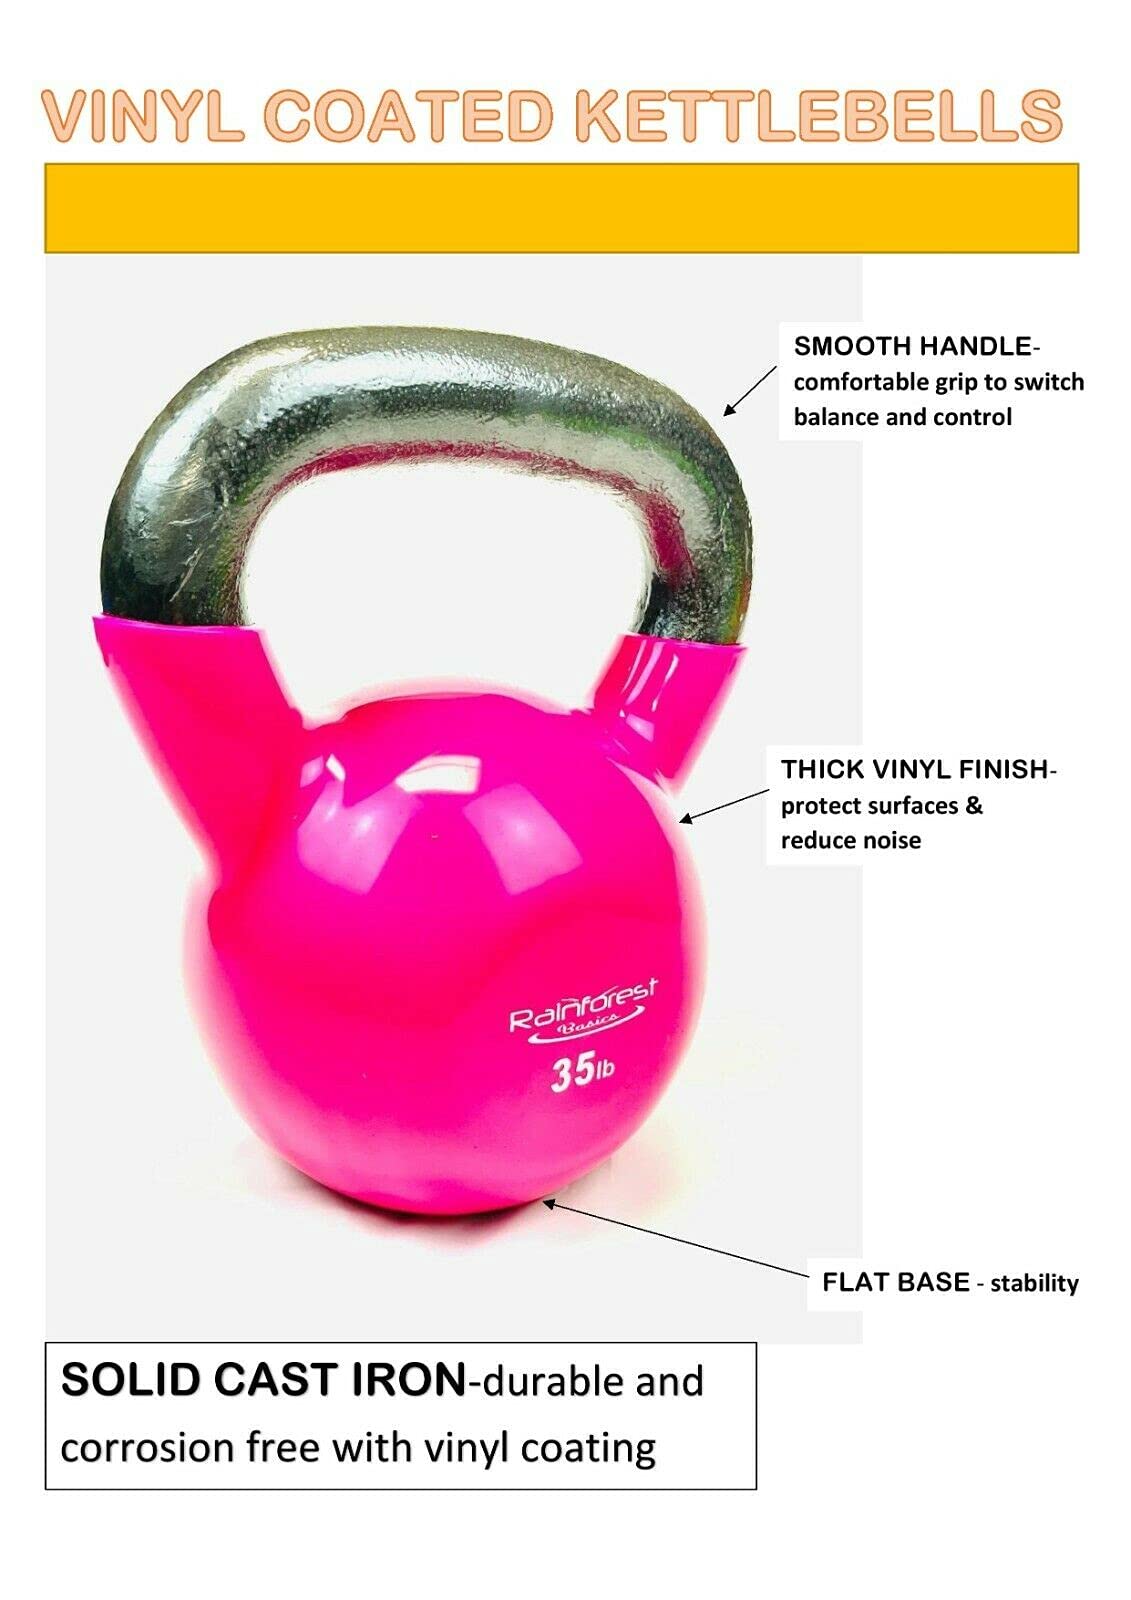 VINYL COATED KETTLEBELLS
SMOOTH HANDLE-
comfortable grip to switch
balance and control
THICK VINYL FINISH-
protect surfaces &
reduce noise
Rainforest
Basics
35lb
FLAT BASE - stability
SOLID CAST IRON-durable and
corrosion free with vinyl coating